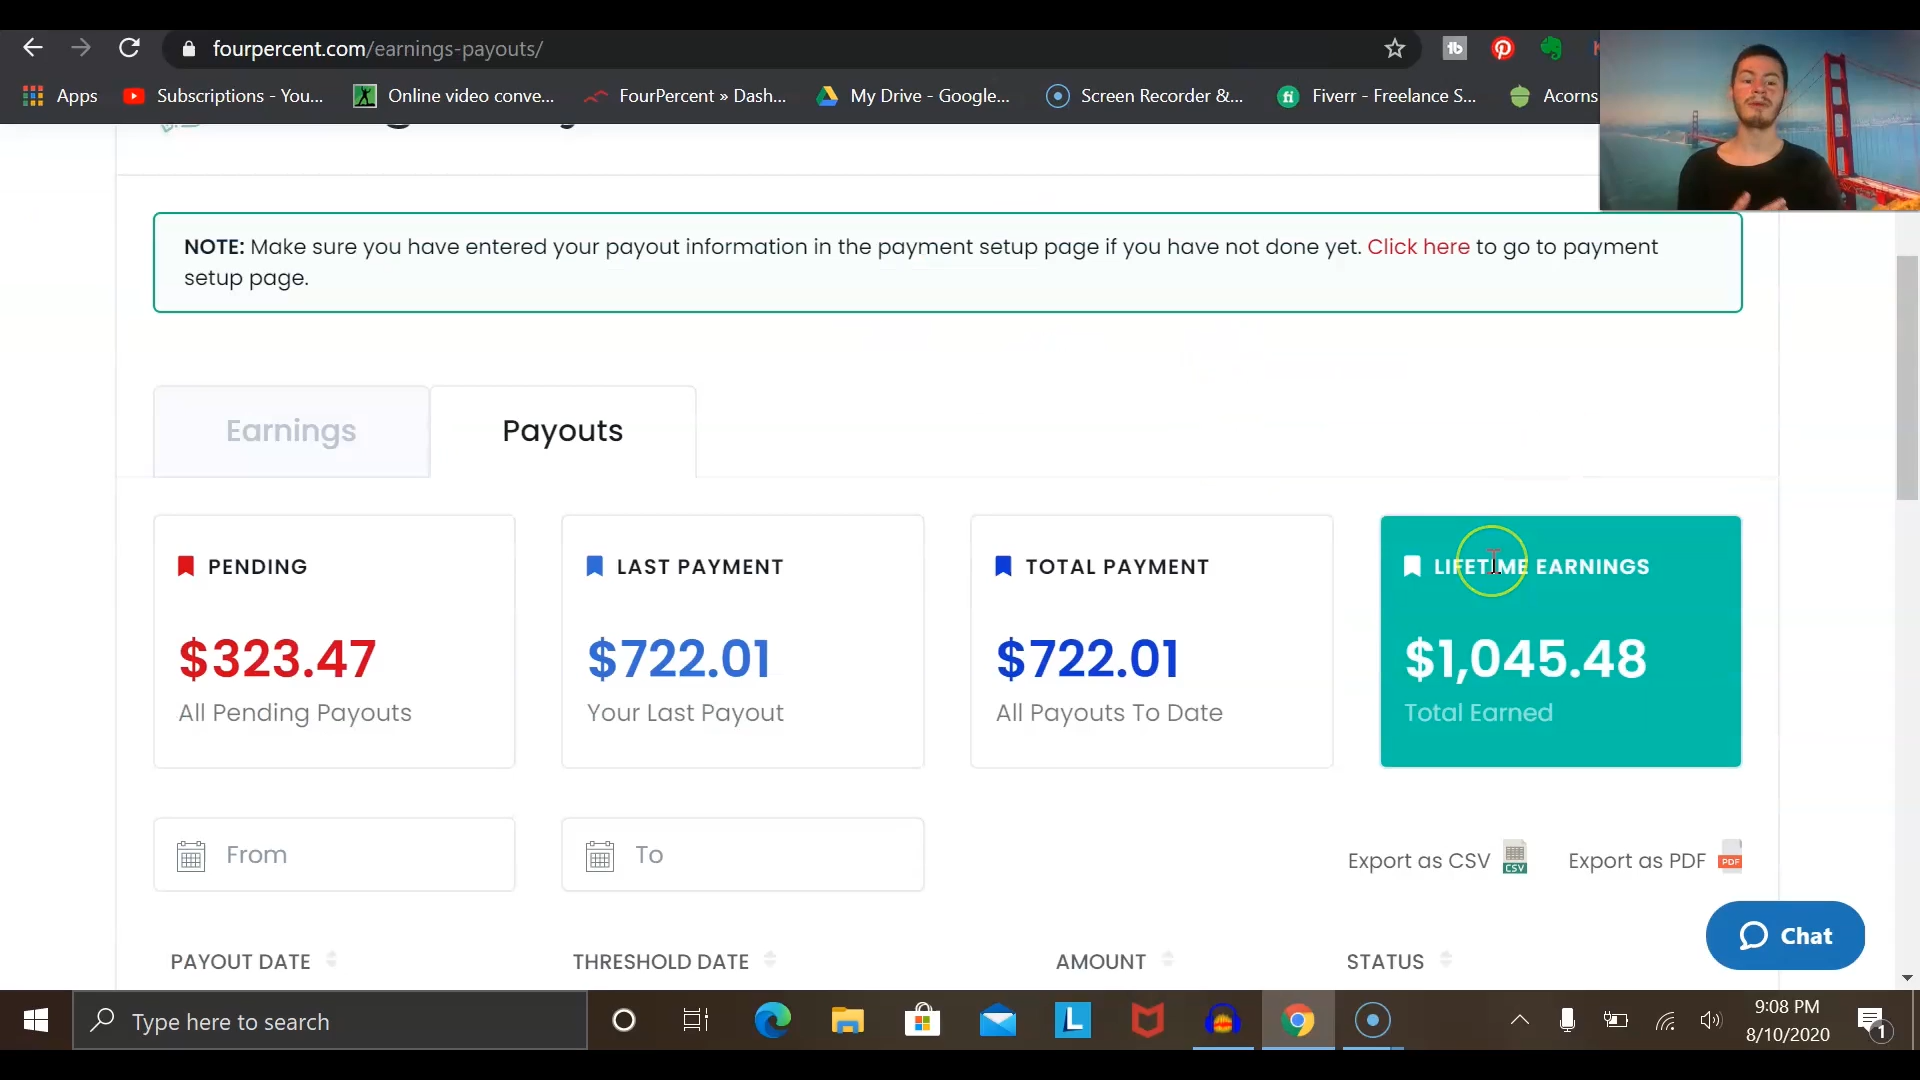 fourpercent.com/earnings-payouts/
Apps Subscriptions - You... Online video conve... FourPercent » Dash... My Drive - Google... Screen Recorder &... Fiverr - Freelance S... Acorns
NOTE: Make sure you have entered your payout information in the payment setup page if you have not done yet. Click here to go to payment
setup page.
Earnings Payouts
PENDING LAST PAYMENT TOTAL PAYMENT LIFETIME EARNINGS
$323.47 $722.01 $722.01 $1,045.48
All Pending Payouts Your Last Payout All Payouts To Date Total Earned
From To Export as CSV CSV Export as PDF PDF
Chat
PAYOUT DATE THRESHOLD DATE AMOUNT STATUS
Type here to search
9:08 PM
8/10/2020
1